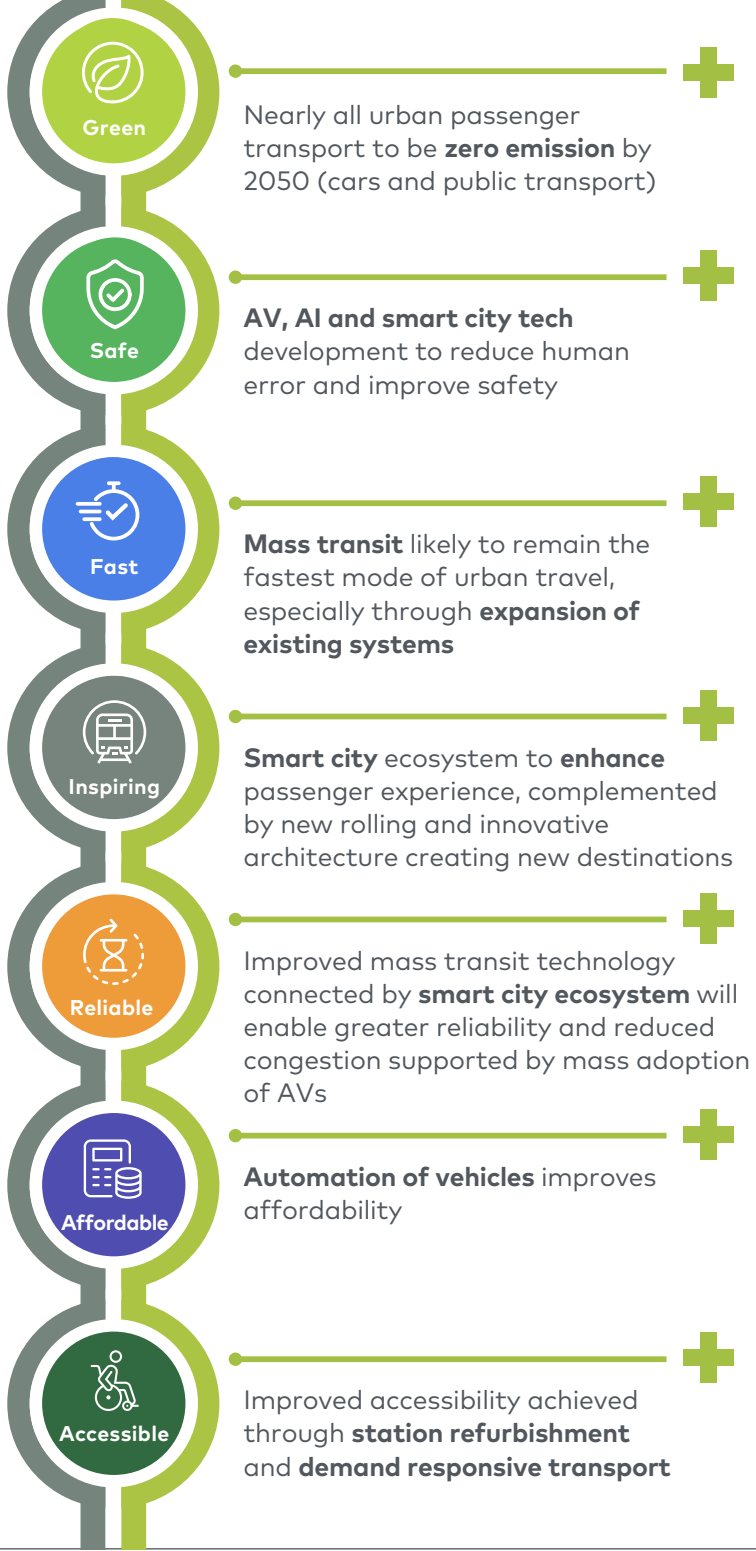 Green
Nearly all urban passenger
transport to be zero emission by
2050 (cars and public transport)
Safe
AV, AI and smart city tech
development to reduce human
error and improve safety
Fast
Mass transit likely to remain the
fastest mode of urban travel,
especially through expansion of
existing systems
Inspiring
Smart city ecosystem to enhance
passenger experience, complemented
by new rolling and innovative
architecture creating new destinations
Reliable
Improved mass transit technology
connected by smart city ecosystem will
enable greater reliability and reduced
congestion supported by mass adoption
of AVs
Affordable
Automation of vehicles improves
affordability
Accessible
Improved accessibility achieved
through station refurbishment
and demand responsive transport